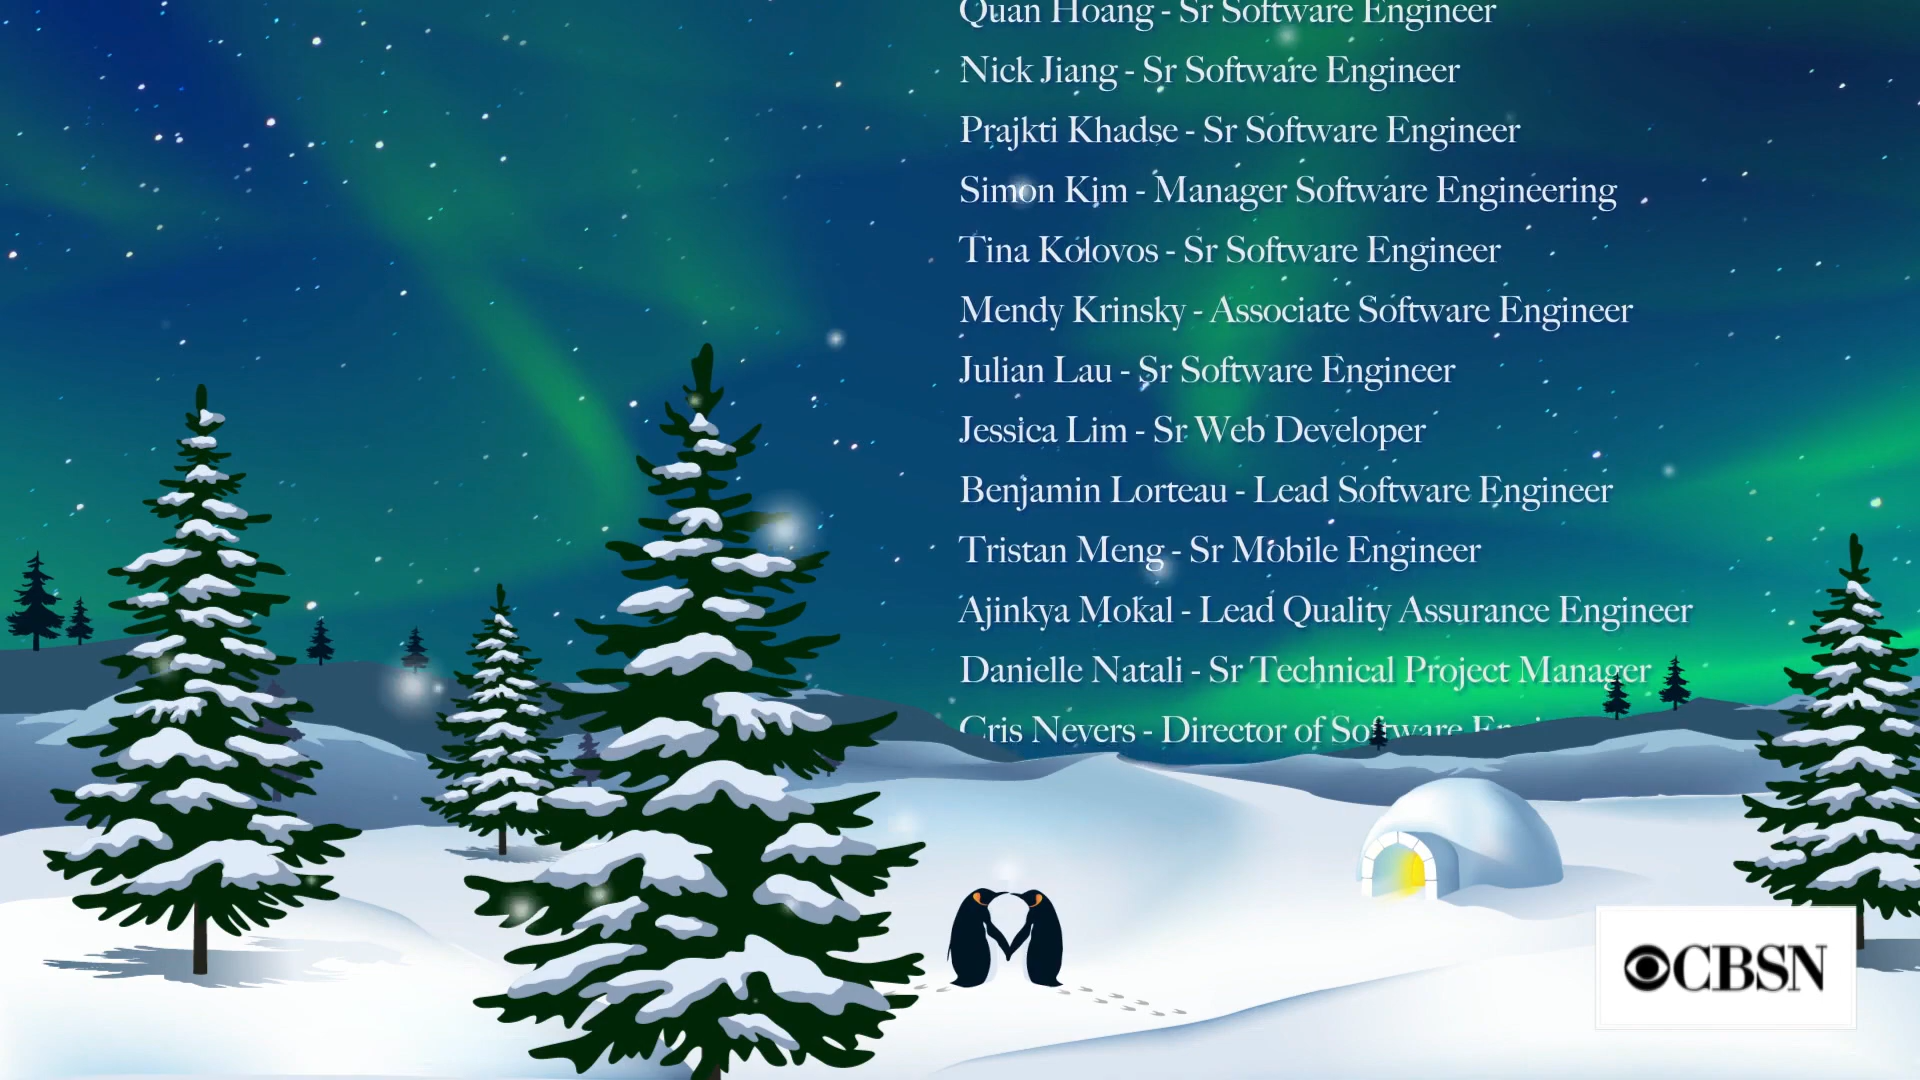 Quan Hoang - Sr Software Engineer
Nick Jiang - Sr Software Engineer
Prajkti Khadse - Sr Software Engineer
Simon Kim - Manager Software Engineering
Tina Kolovos - Sr Software Engineer
Mendy Krinsky - Associate Software Engineer
Julian Lau - Sr Software Engineer
Jessica Lim - Sr Web Developer
Benjamin Lorteau - Lead Software Engineer
Tristan Meng - Sr Mobile Engineer
Ajinkya Mokal - Lead Quality Assurance Engineer
Danielle Natali - Sr Technical Project Manager
Cris Nevers - Director of Software
CBSN